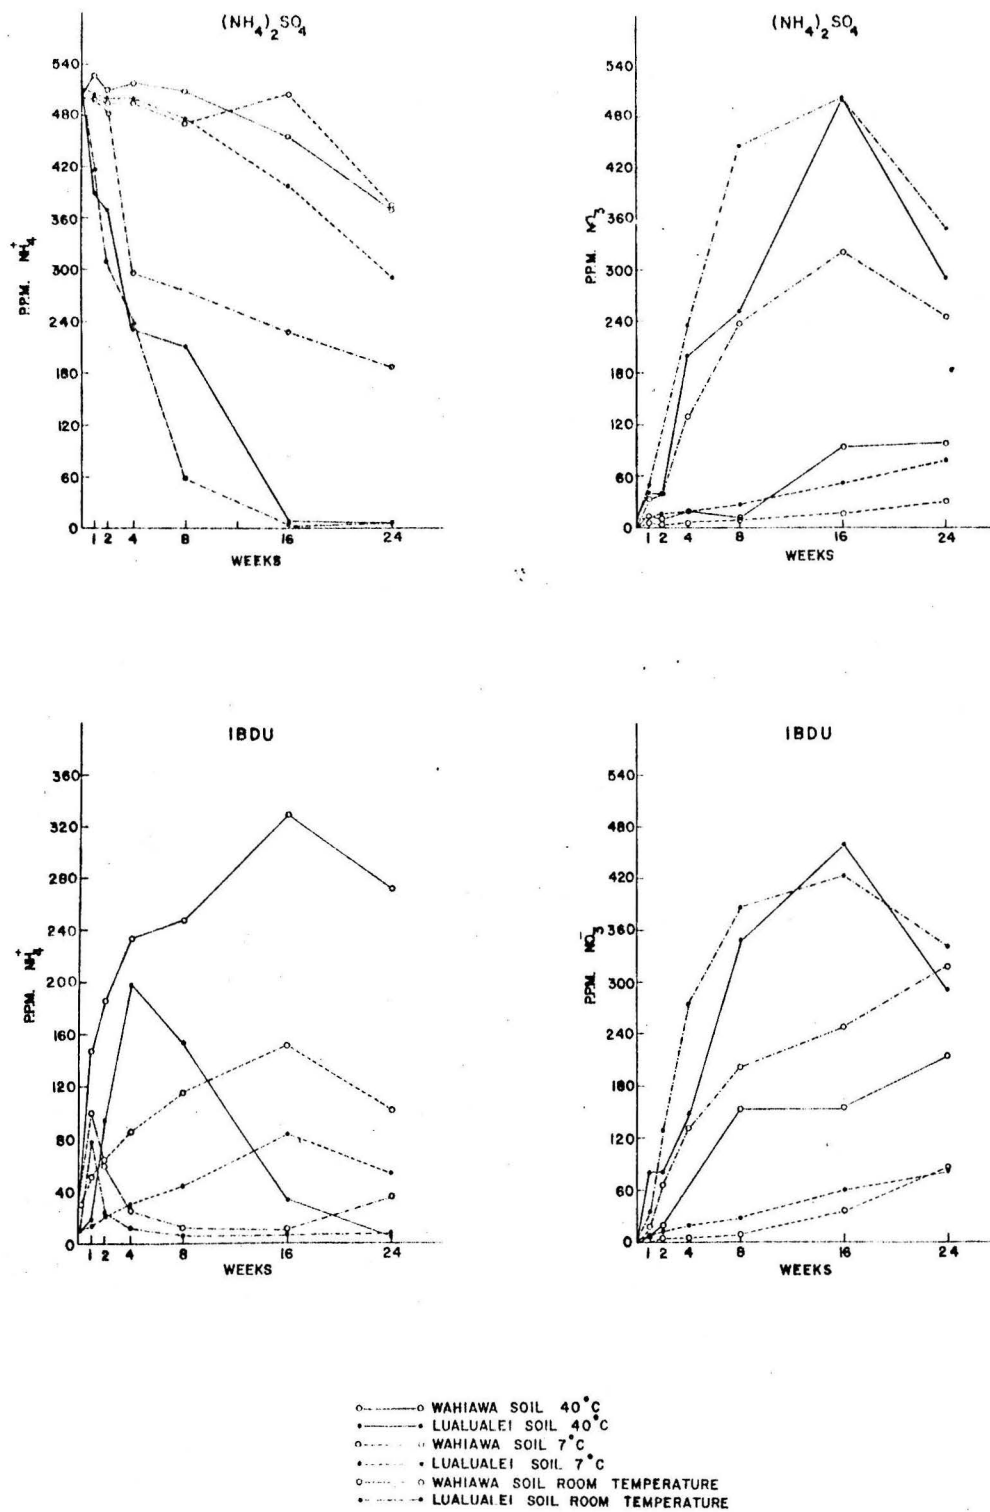 (NH4)2SO4
540
480
420
360
300
240
180
120
60
0
P.P.M. NH4+
1 2 4 8 16 24
WEEKS
(NH4)2SO4
540
480
420
360
300
240
180
120
60
0
P.P.M.
1 2 4 8 16 24
WEEKS
IBDU
360
320
280
240
200
160
120
80
40
0
P.P.M. NH4+
1 2 4 8 16 24
WEEKS
IBDU
540
480
420
360
300
240
180
120
60
0
P.P.M. NO3-
1 2 4 8 16 24
WEEKS
WAHIAWA SOIL 40°C
LUALUALEI SOIL 40°C
WAHIAWA SOIL 7°C
LUALUALEI SOIL 7°C
WAHIAWA SOIL ROOM TEMPERATURE
LUALUALEI SOIL ROOM TEMPERATURE